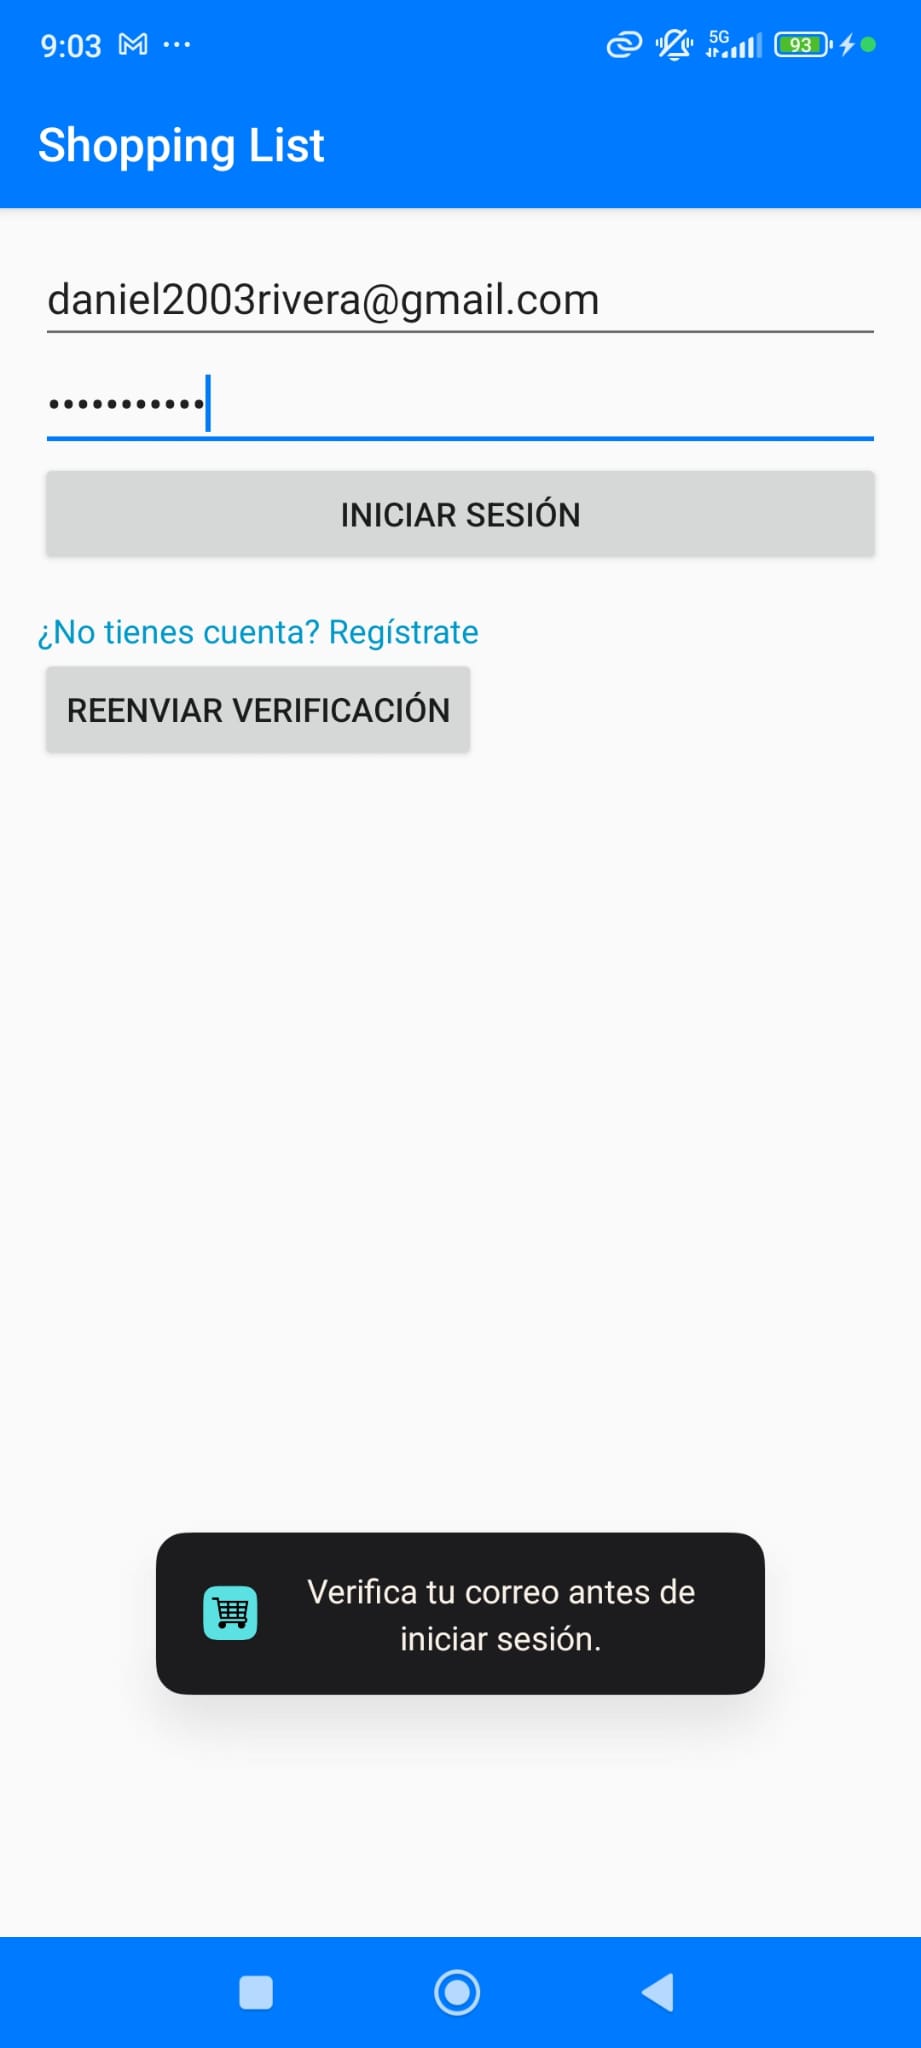 9:03
5G
93
Shopping List
daniel2003rivera@gmail.com
•••••••••••
INICIAR SESIÓN
¿No tienes cuenta? Regístrate
REENVIAR VERIFICACIÓN
Verifica tu correo antes de
iniciar sesión.